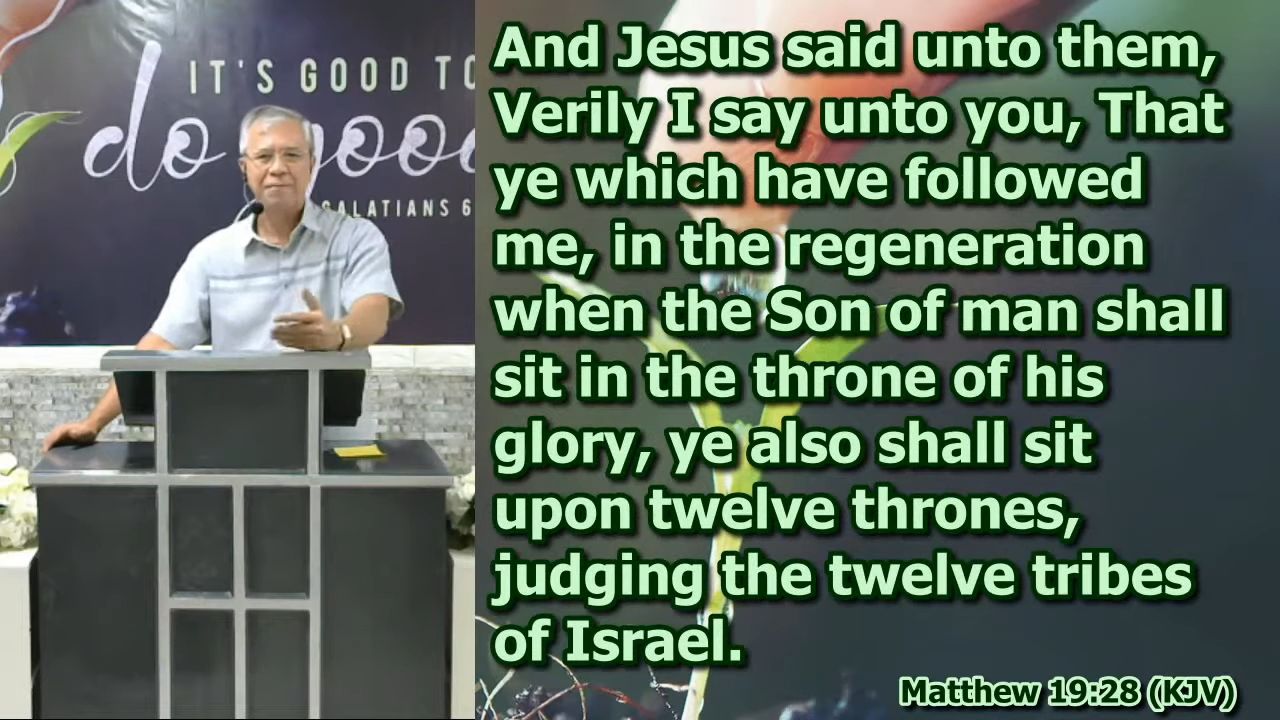 IT'S GOOD TO
do good
GALATIANS 6
And Jesus said unto them,
Verily I say unto you, That
ye which have followed
me, in the regeneration
when the Son of man shall
sit in the throne of his
glory, ye also shall sit
upon twelve thrones,
judging the twelve tribes
of Israel.
Matthew 19:28 (KJV)